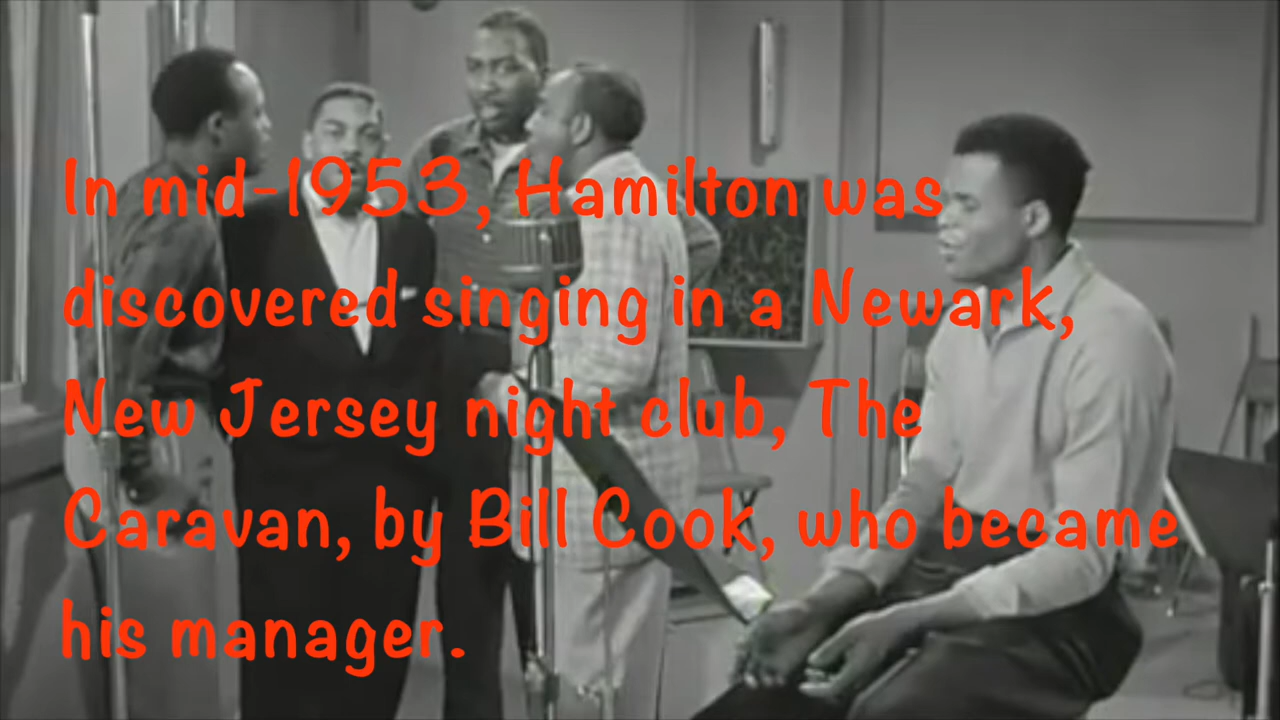 In mid-1953, Hamilton was
discovered singing in a Newark,
New Jersey night club, The
Caravan, by Bill Cook, who became
his manager.